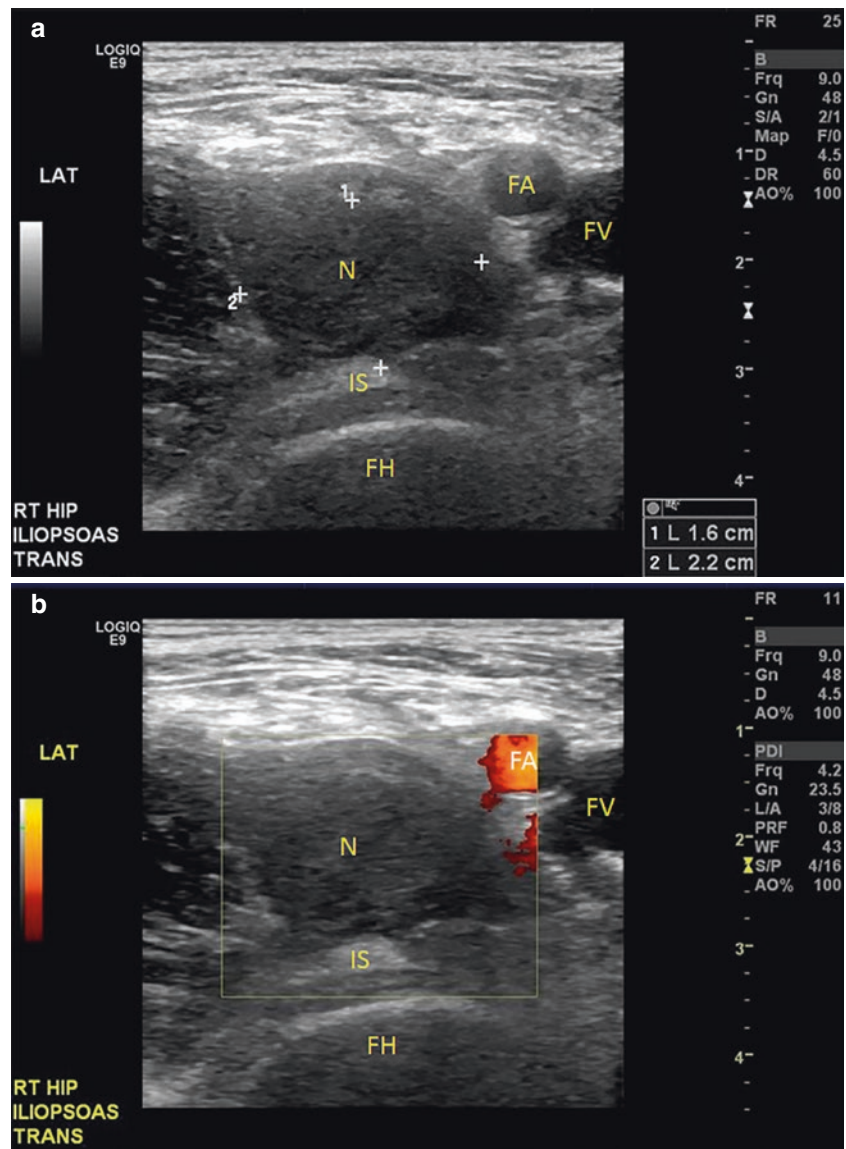 a
LOGIQ
E9
LAT
1
2
N
FA
FV
IS
FH
RT HIP
ILIOPSOAS
TRANS
FR 25
B
Frq 9.0
Gn 48
S/A 2/1
Map F/0
D 4.5
DR 60
AO% 100
1
2
3
4
1 L 1.6 cm
2 L 2.2 cm
b
LOGIQ
E9
LAT
FA
FV
N
IS
FH
RT HIP
ILIOPSOAS
TRANS
FR 11
B
Frq 9.0
Gn 48
D 4.5
AO% 100
PDI
Frq 4.2
Gn 23.5
L/A 3/8
PRF 0.8
WF 43
S/P 4/16
AO% 100
1
2
3
4